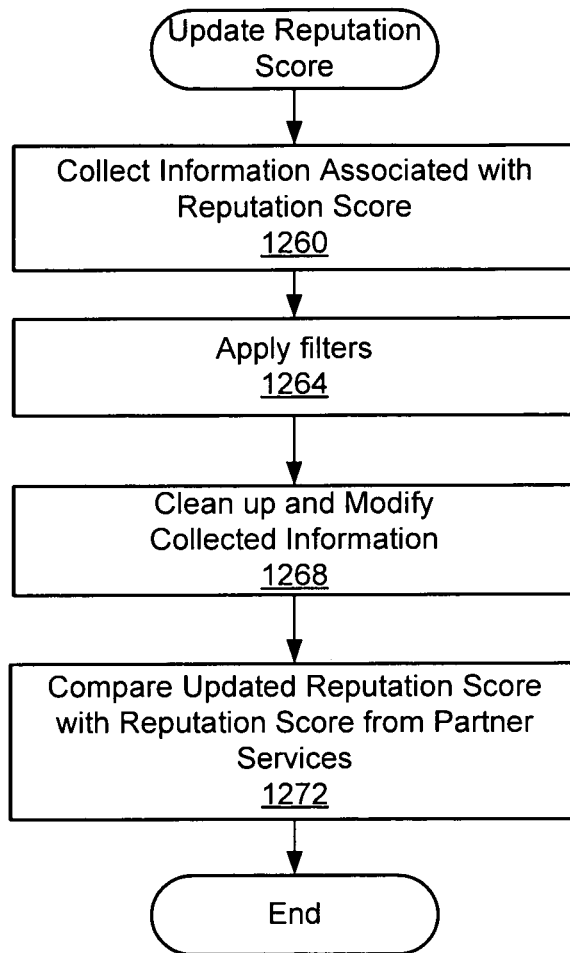 Update Reputation
Score
Collect Information Associated with
Reputation Score
1260
Apply filters
1264
Clean up and Modify
Collected Information
1268
Compare Updated Reputation Score
with Reputation Score from Partner
Services
1272
End